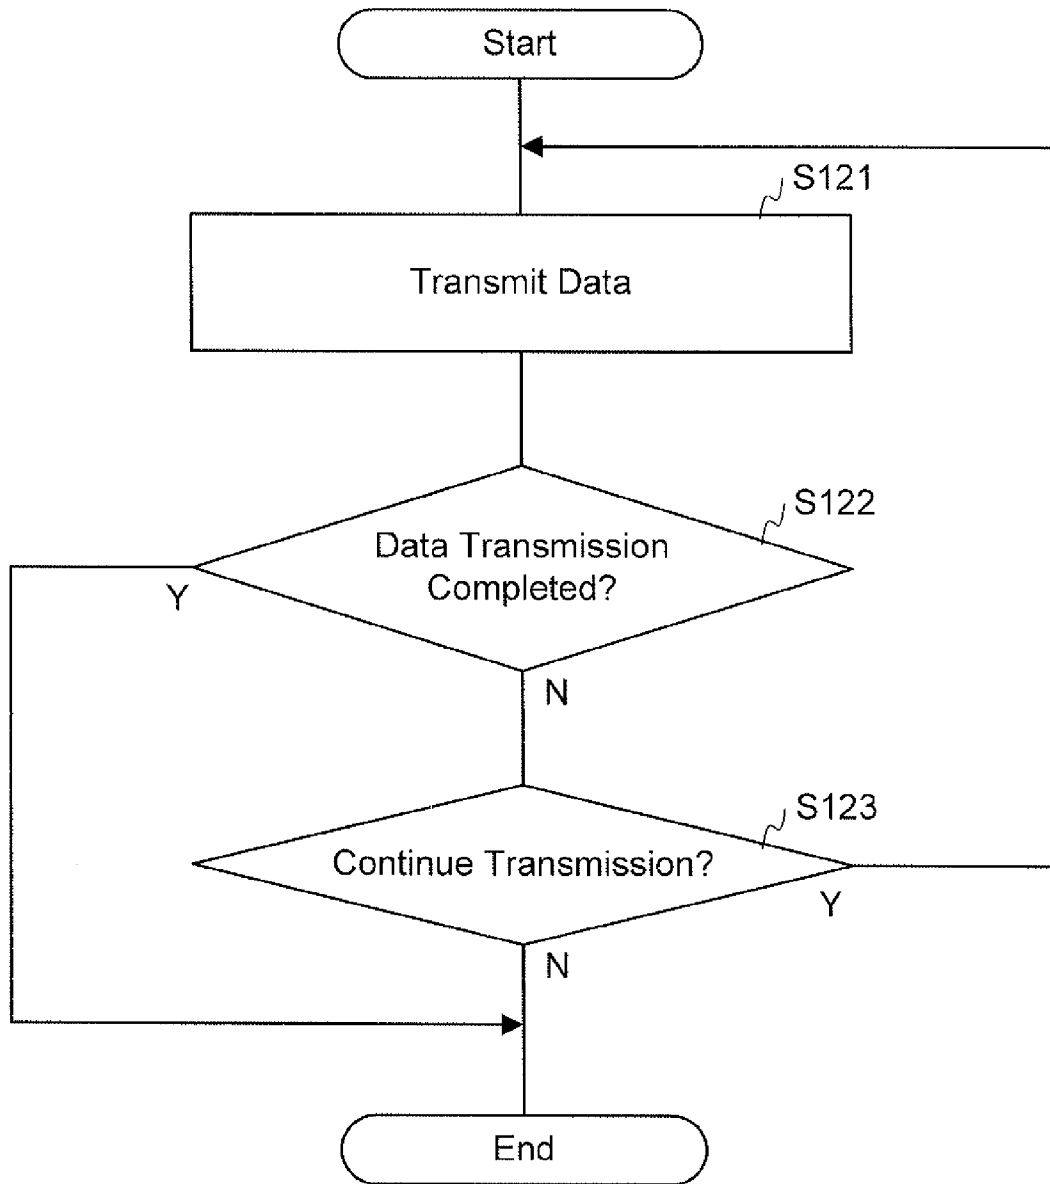 Start
S121
Transmit Data
S122
Data Transmission
Completed?
Y
N
S123
Continue Transmission?
Y
N
End